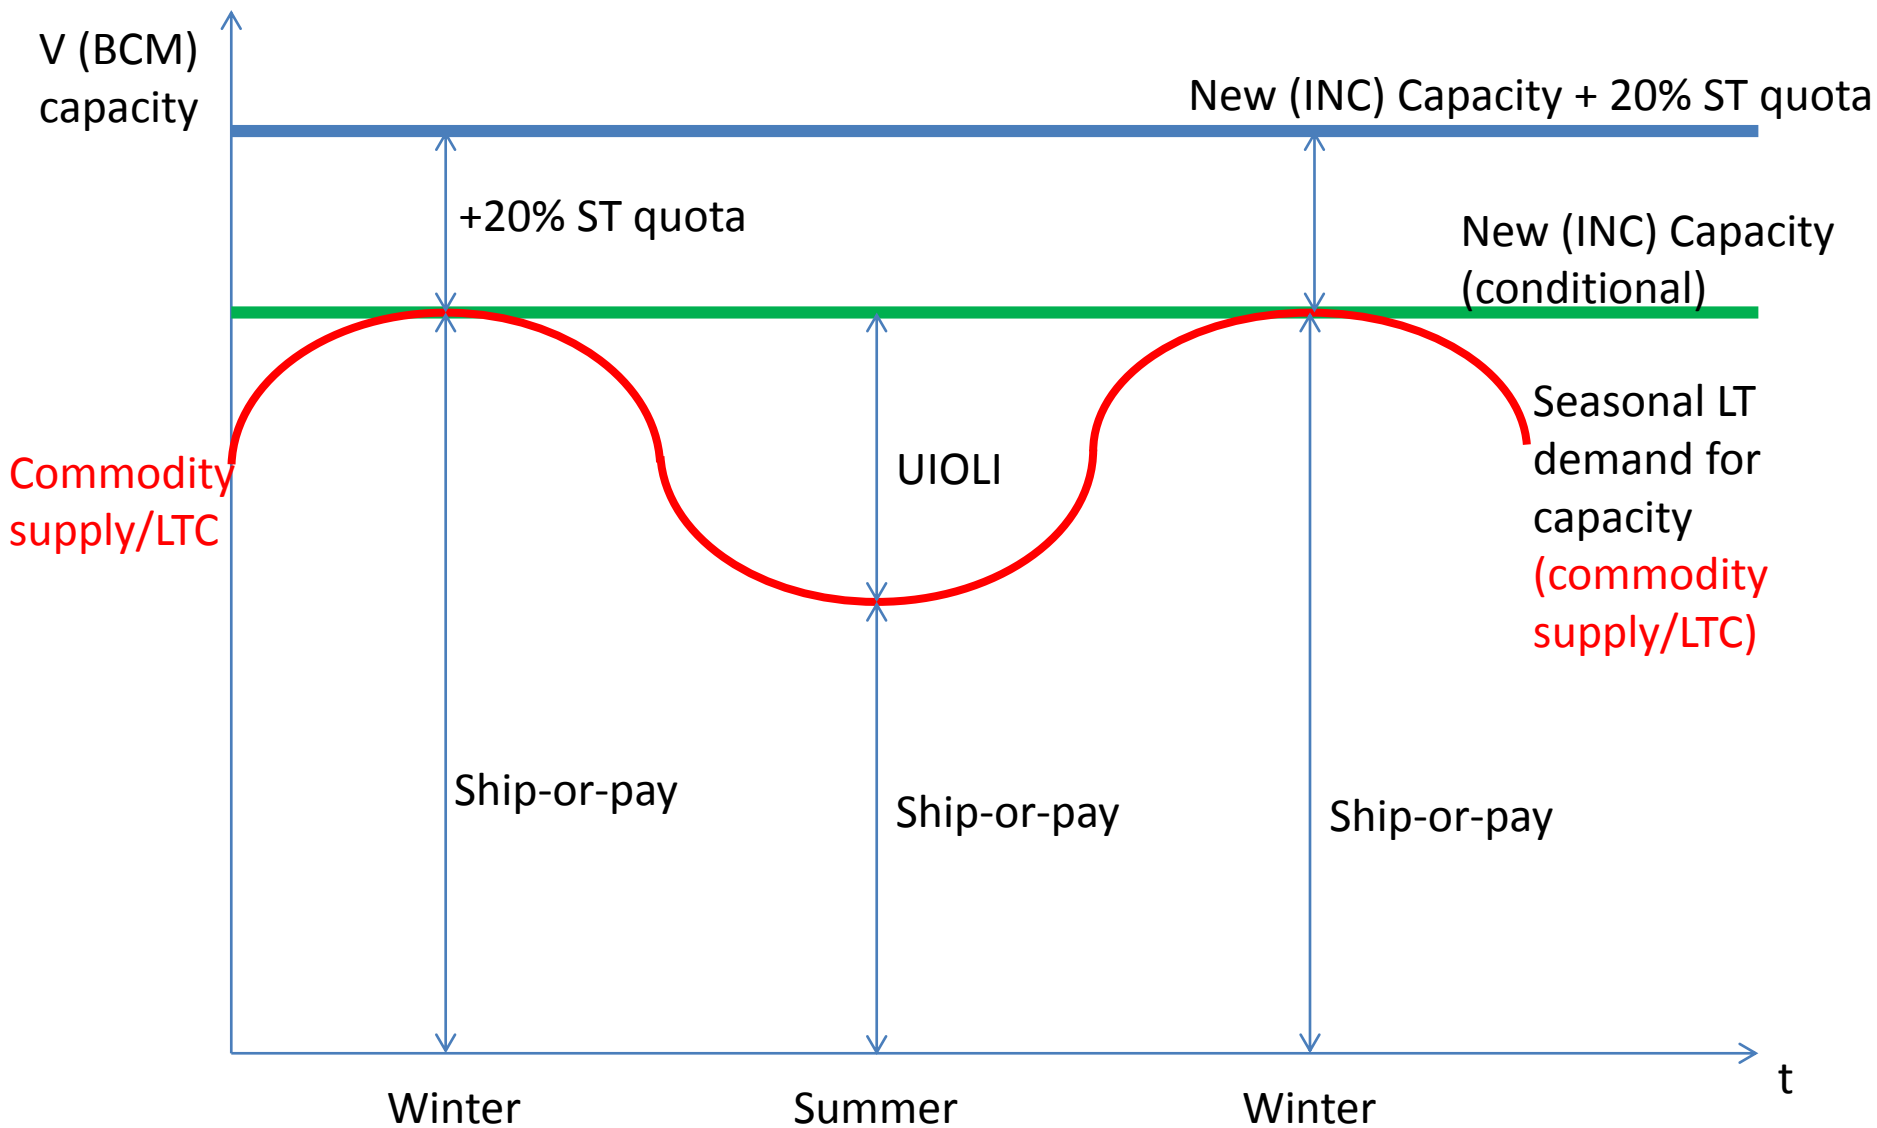 V (BCM)
capacity
New (INC) Capacity + 20% ST quota
+20% ST quota
New (INC) Capacity
(conditional)
Commodity
supply/LTC
UIOLI
Seasonal LT
demand for
capacity
(commodity
supply/LTC)
Ship-or-pay
Ship-or-pay
Ship-or-pay
t
Winter
Summer
Winter